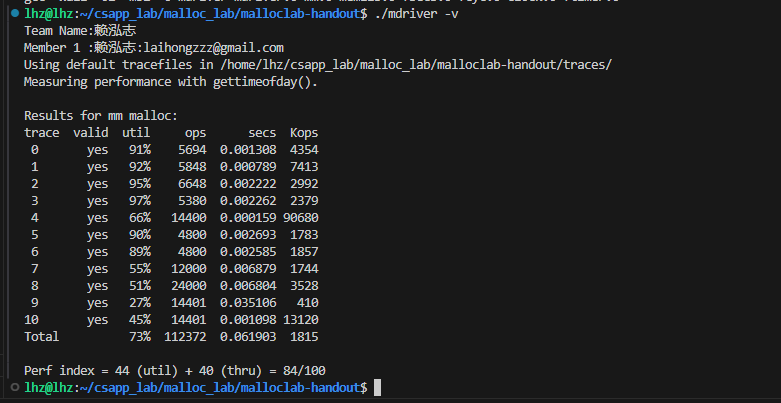 lhz@lhz:~/csapp_lab/malloc_lab/malloclab-handout$ ./mdriver -v
Team Name:赖泓志
Member 1 :赖泓志:laihongzzz@gmail.com
Using default tracefiles in /home/lhz/csapp_lab/malloc_lab/malloclab-handout/traces/
Measuring performance with gettimeofday().
Results for mm malloc:
trace valid util ops secs Kops
0 yes 91% 5694 0.001308 4354
1 yes 92% 5848 0.000789 7413
2 yes 95% 6648 0.002222 2992
3 yes 97% 5380 0.002262 2379
4 yes 66% 14400 0.000159 90680
5 yes 90% 4800 0.002693 1783
6 yes 89% 4800 0.002585 1857
7 yes 55% 12000 0.006879 1744
8 yes 51% 24000 0.006804 3528
9 yes 27% 14401 0.035106 410
10 yes 45% 14401 0.001098 13120
Total 73% 112372 0.061903 1815
Perf index = 44 (util) + 40 (thru) = 84/100
lhz@lhz:~/csapp_lab/malloc_lab/malloclab-handout$